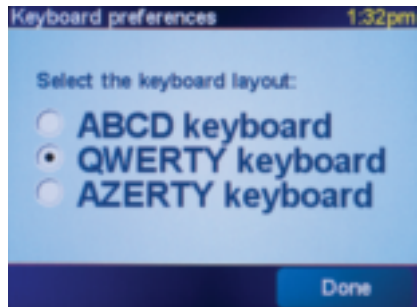 Keyboard preferences 1:32pm
Select the keyboard layout:
ABCD keyboard
QWERTY keyboard
AZERTY keyboard
Done